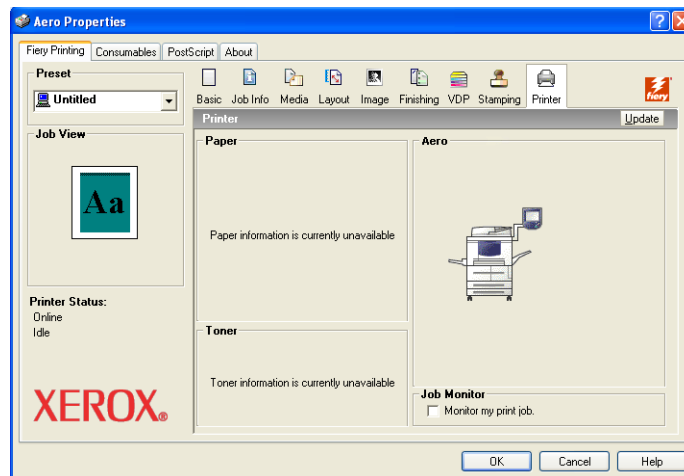 Aero Properties
Fiery Printing Consumables PostScript About
Preset
Untitled
Basic Job Info Media Layout Image Finishing VDP Stamping Printer
fiery
Printer
Update
Job View
Aa
Printer Status:
Online
Idle
XEROX®
Paper
Paper information is currently unavailable
Toner
Toner information is currently unavailable
Aero
Job Monitor
Monitor my print job.
OK Cancel Help